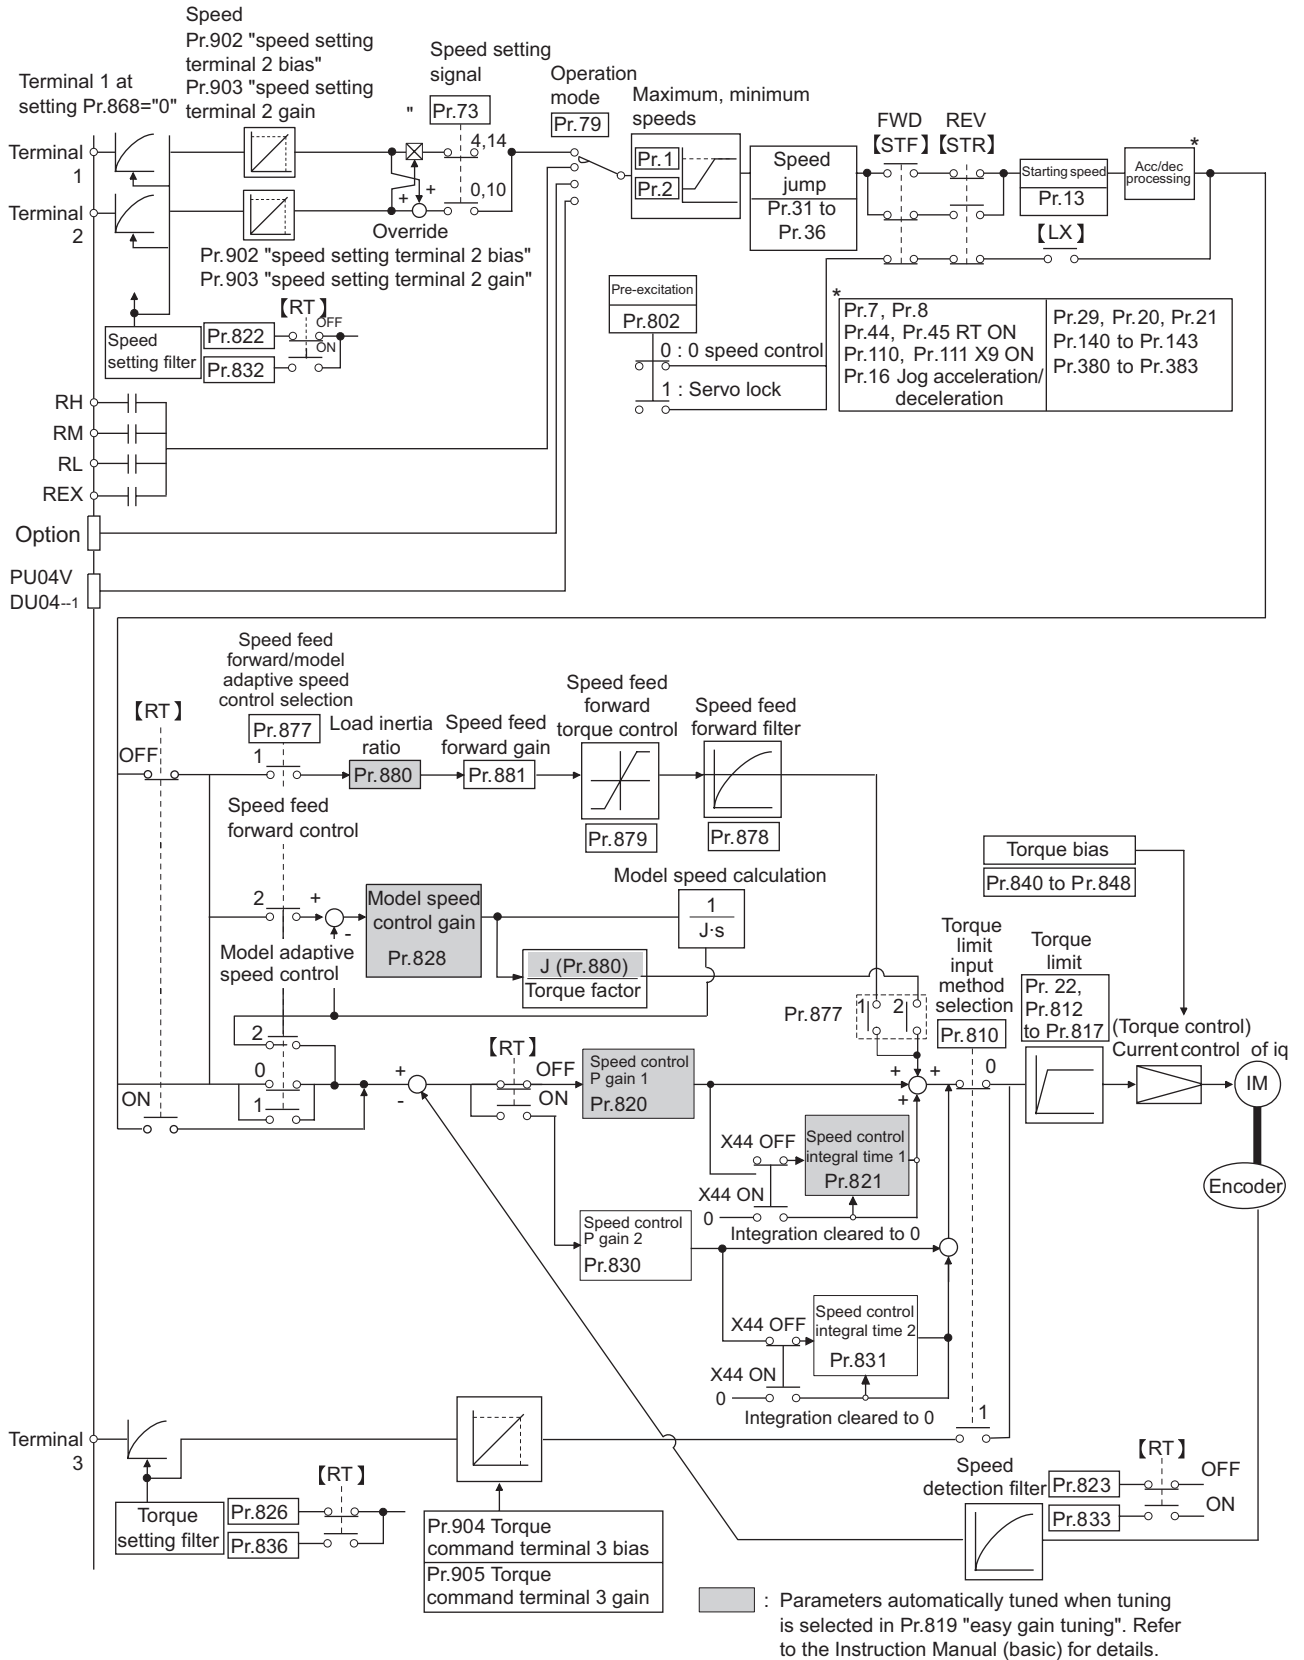 Speed
Pr.902 "speed setting
terminal 2 bias"
Pr.903 "speed setting
terminal 2 gain
"
Terminal 1 at
setting Pr.868="0"
Speed setting
signal
Pr.73
4,14
0,10
Operation
mode
Pr.79
Maximum, minimum
speeds
Pr.1
Pr.2
Speed
jump
Pr.31 to
Pr.36
FWD
【STF】
REV
【STR】
Starting speed
Pr.13
Acc/dec
processing
*
【LX】
Terminal
1
Terminal
2
+
+
Override
Pr.902 "speed setting terminal 2 bias"
Pr.903 "speed setting terminal 2 gain"
【RT】
OFF
ON
Speed
setting filter
Pr.822
Pr.832
Pre-excitation
Pr.802
0 : 0 speed control
1 : Servo lock
*
Pr.7, Pr.8
Pr.44, Pr.45 RT ON
Pr.110, Pr.111 X9 ON
Pr.16 Jog acceleration/
deceleration
Pr.29, Pr.20, Pr.21
Pr.140 to Pr.143
Pr.380 to Pr.383
RH
RM
RL
REX
Option
PU04V
DU04--1
【RT】
OFF
Speed feed
forward/model
adaptive speed
control selection
Pr.877
1
Load inertia
ratio
Pr.880
Speed feed
forward gain
Pr.881
Speed feed
forward
torque control
Pr.879
Speed feed
forward filter
Pr.878
Speed feed
forward control
2
+
-
Model adaptive
speed control
Model speed
control gain
Pr.828
Model speed calculation
1
J·s
J (Pr.880)
Torque factor
Torque bias
Pr.840 to Pr.848
Pr.877
1
2
Torque
limit
input
method
selection
Pr.810
0
Torque
limit
Pr. 22,
Pr.812
to Pr.817
(Torque control)
Current control of iq
IM
Encoder
2
0
1
ON
+
-
【RT】
OFF
ON
Speed control
P gain 1
Pr.820
+
+
+
X44 OFF
Speed control
integral time 1
Pr.821
X44 ON
0
Integration cleared to 0
Speed control
P gain 2
Pr.830
X44 OFF
Speed control
integral time 2
Pr.831
X44 ON
0
Integration cleared to 0
1
Terminal
3
Torque
setting filter
Pr.826
Pr.836
【RT】
Pr.904 Torque
command terminal 3 bias
Pr.905 Torque
command terminal 3 gain
Speed
detection filter
Pr.823
Pr.833
【RT】
OFF
ON
: Parameters automatically tuned when tuning
is selected in Pr.819 "easy gain tuning". Refer
to the Instruction Manual (basic) for details.